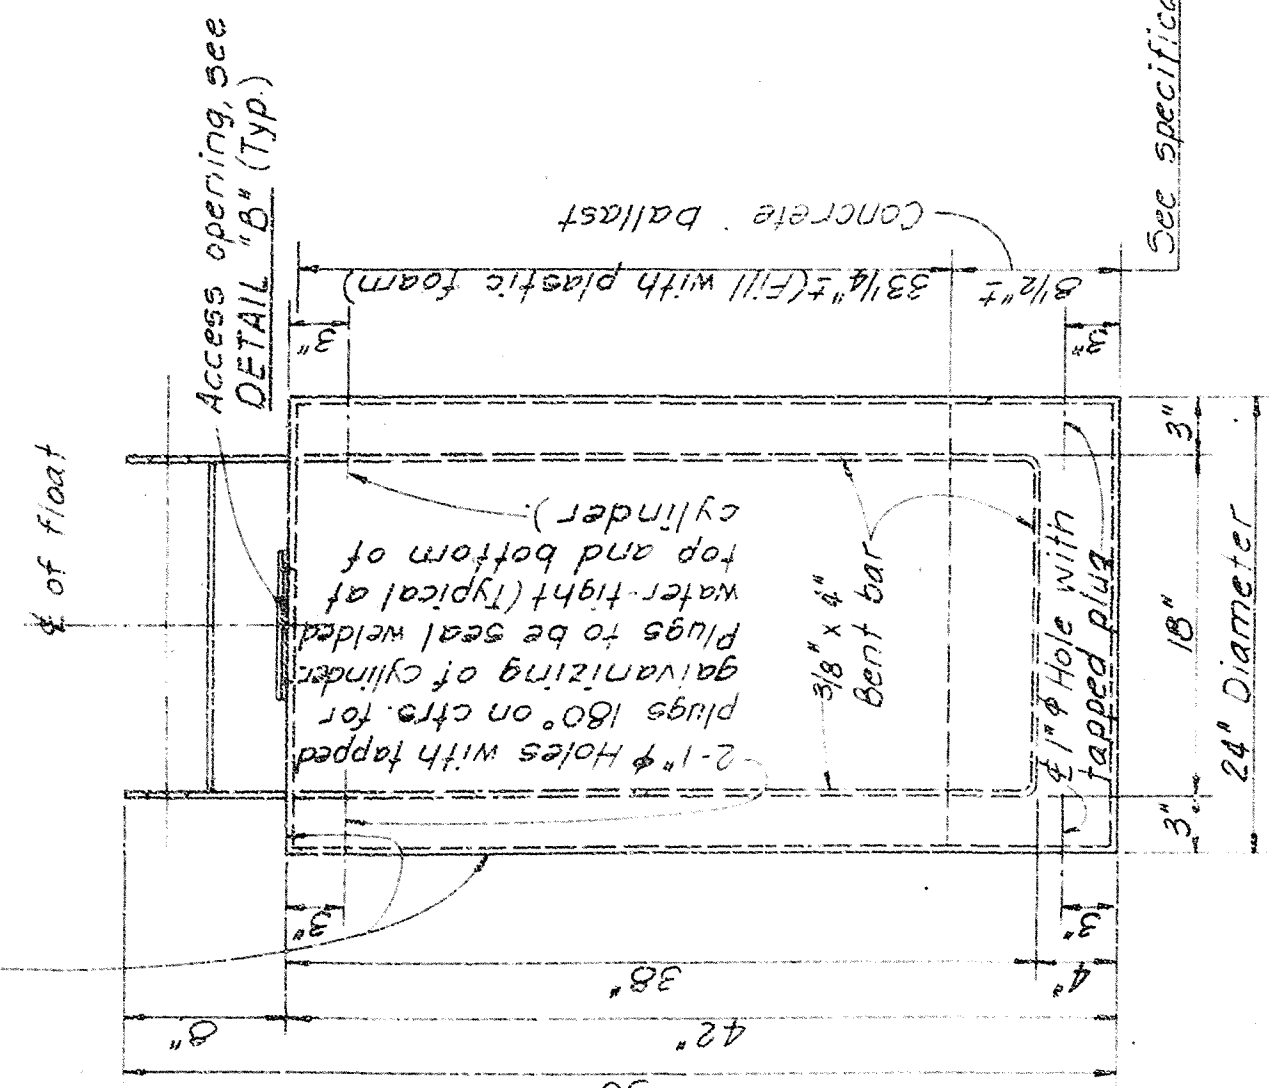 ℄ of float
Access opening, see
DETAIL "B" (Typ.)
See
Concrete ballast
33 1/4"± (Fill with plastic foam)
8 1/2"±
3"
3"
2-1"ϕ Holes with tapped
plugs 180° on ctrs. for
galvanizing of cylinder.
Plugs to be seal welded
water-tight (Typical at
top and bottom of
cylinder).
3/8" x 4"
Bent bar
℄ 1"ϕ Hole with
tapped plug
3"
18"
3"
24" Diameter
3"
3"
38"
4"
8"
42"